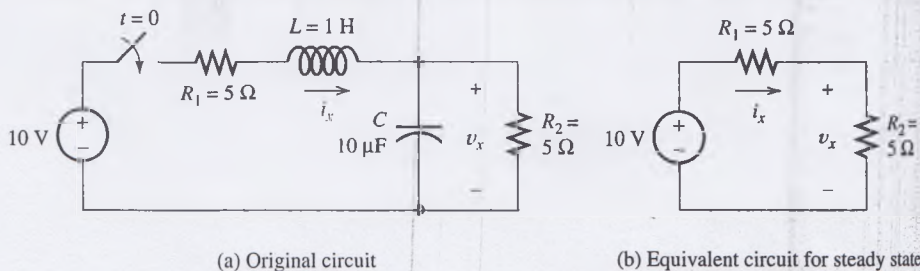 t = 0
L = 1 H
R₁ = 5 Ω
iₓ
10 V
+
−
C
10 μF
+
vₓ
−
R₂ =
5 Ω
(a) Original circuit
R₁ = 5 Ω
iₓ
10 V
+
−
+
vₓ
−
R₂ =
5 Ω
(b) Equivalent circuit for steady state